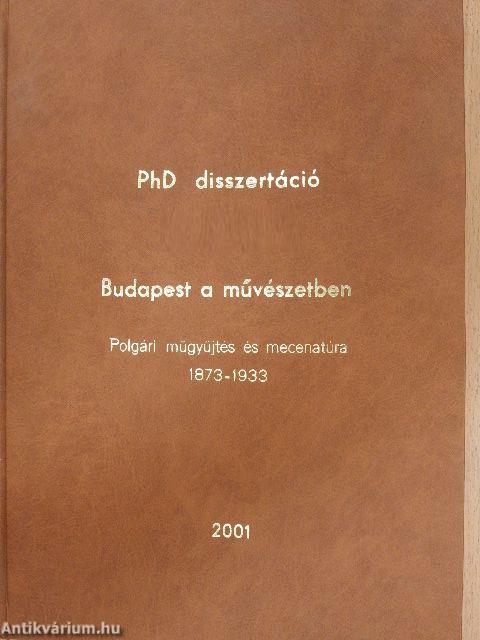 PhD disszertáció
Budapest a művészetben
Polgári műgyűjtés és mecenatúra
1873-1933
2001
Antikvárium.hu